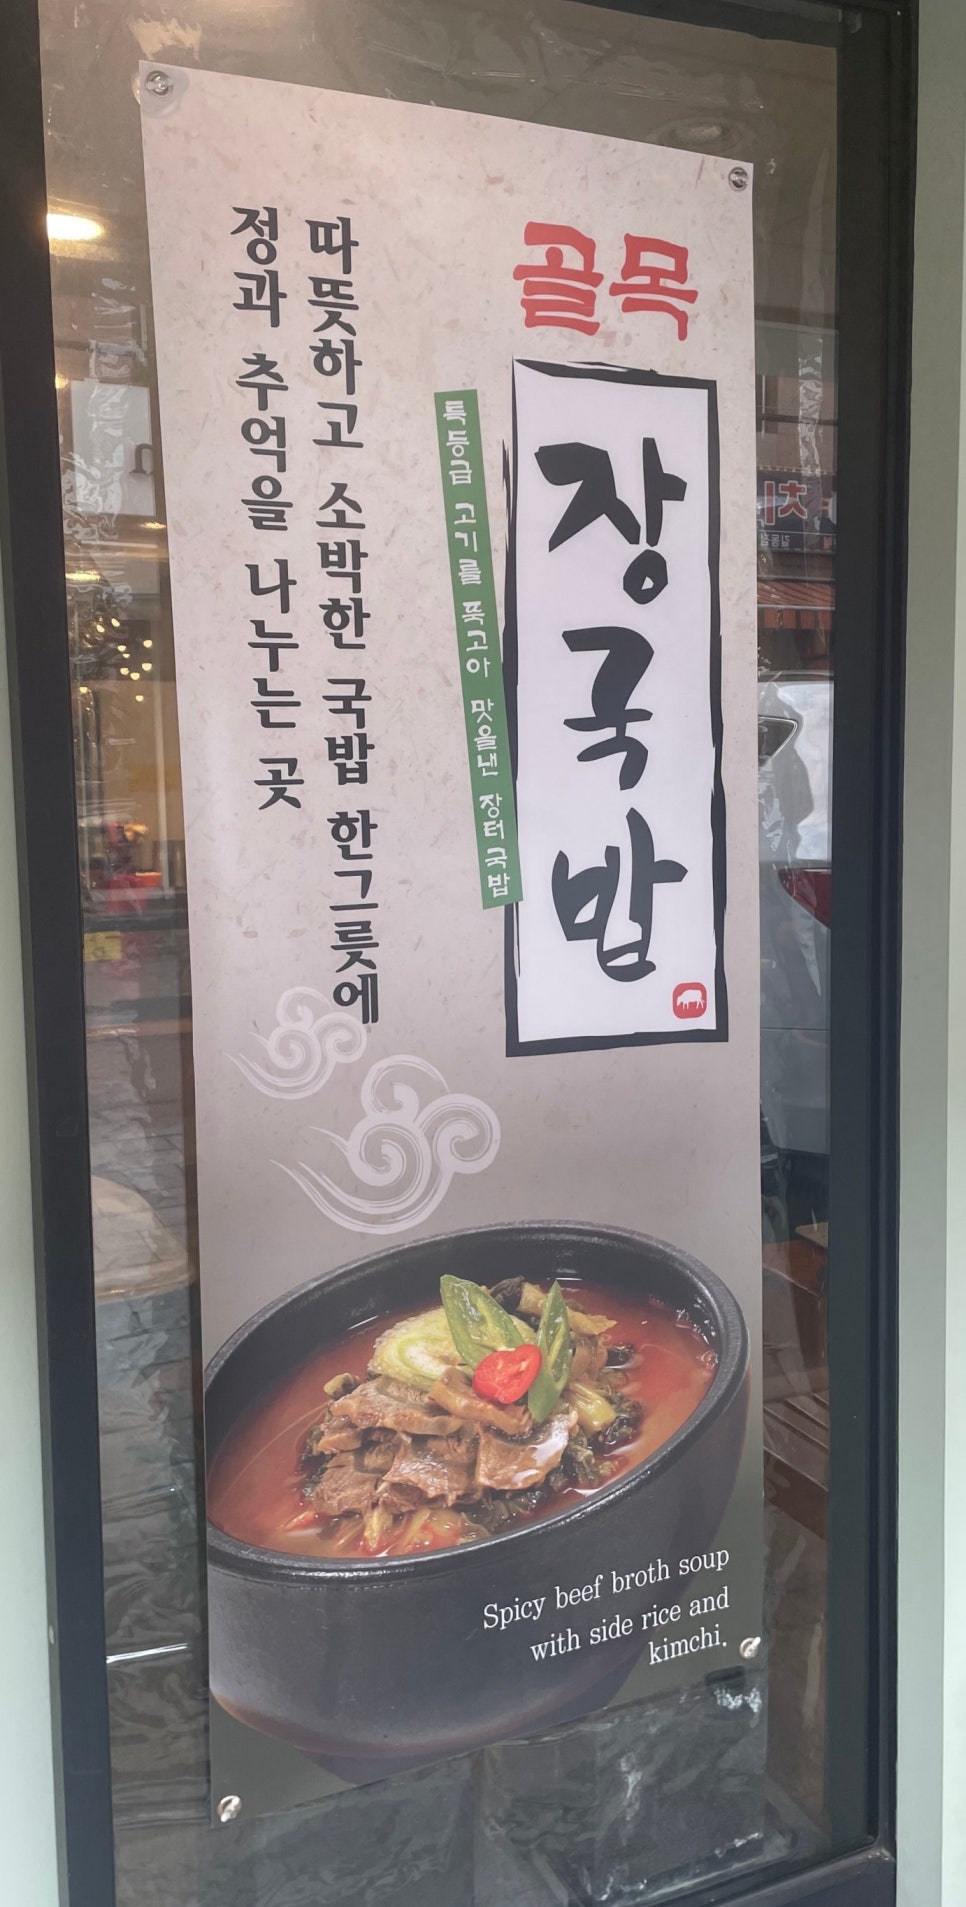 골목
장국밥
특등급 고기를 푹고아 맛을낸 장터국밥
따뜻하고 소박한 국밥 한그릇에
정과 추억을 나누는 곳
Spicy beef broth soup
with side rice and
kimchi.